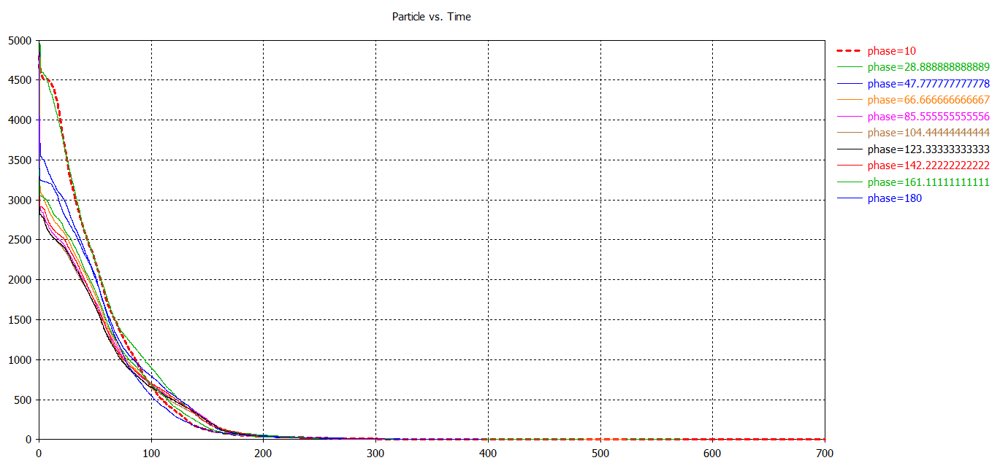 Particle vs. Time
5000
4500
4000
3500
3000
2500
2000
1500
1000
500
0
0 100 200 300 400 500 600 700
phase=10
phase=28.888888888889
phase=47.777777777778
phase=66.666666666667
phase=85.555555555556
phase=104.44444444444
phase=123.33333333333
phase=142.22222222222
phase=161.11111111111
phase=180